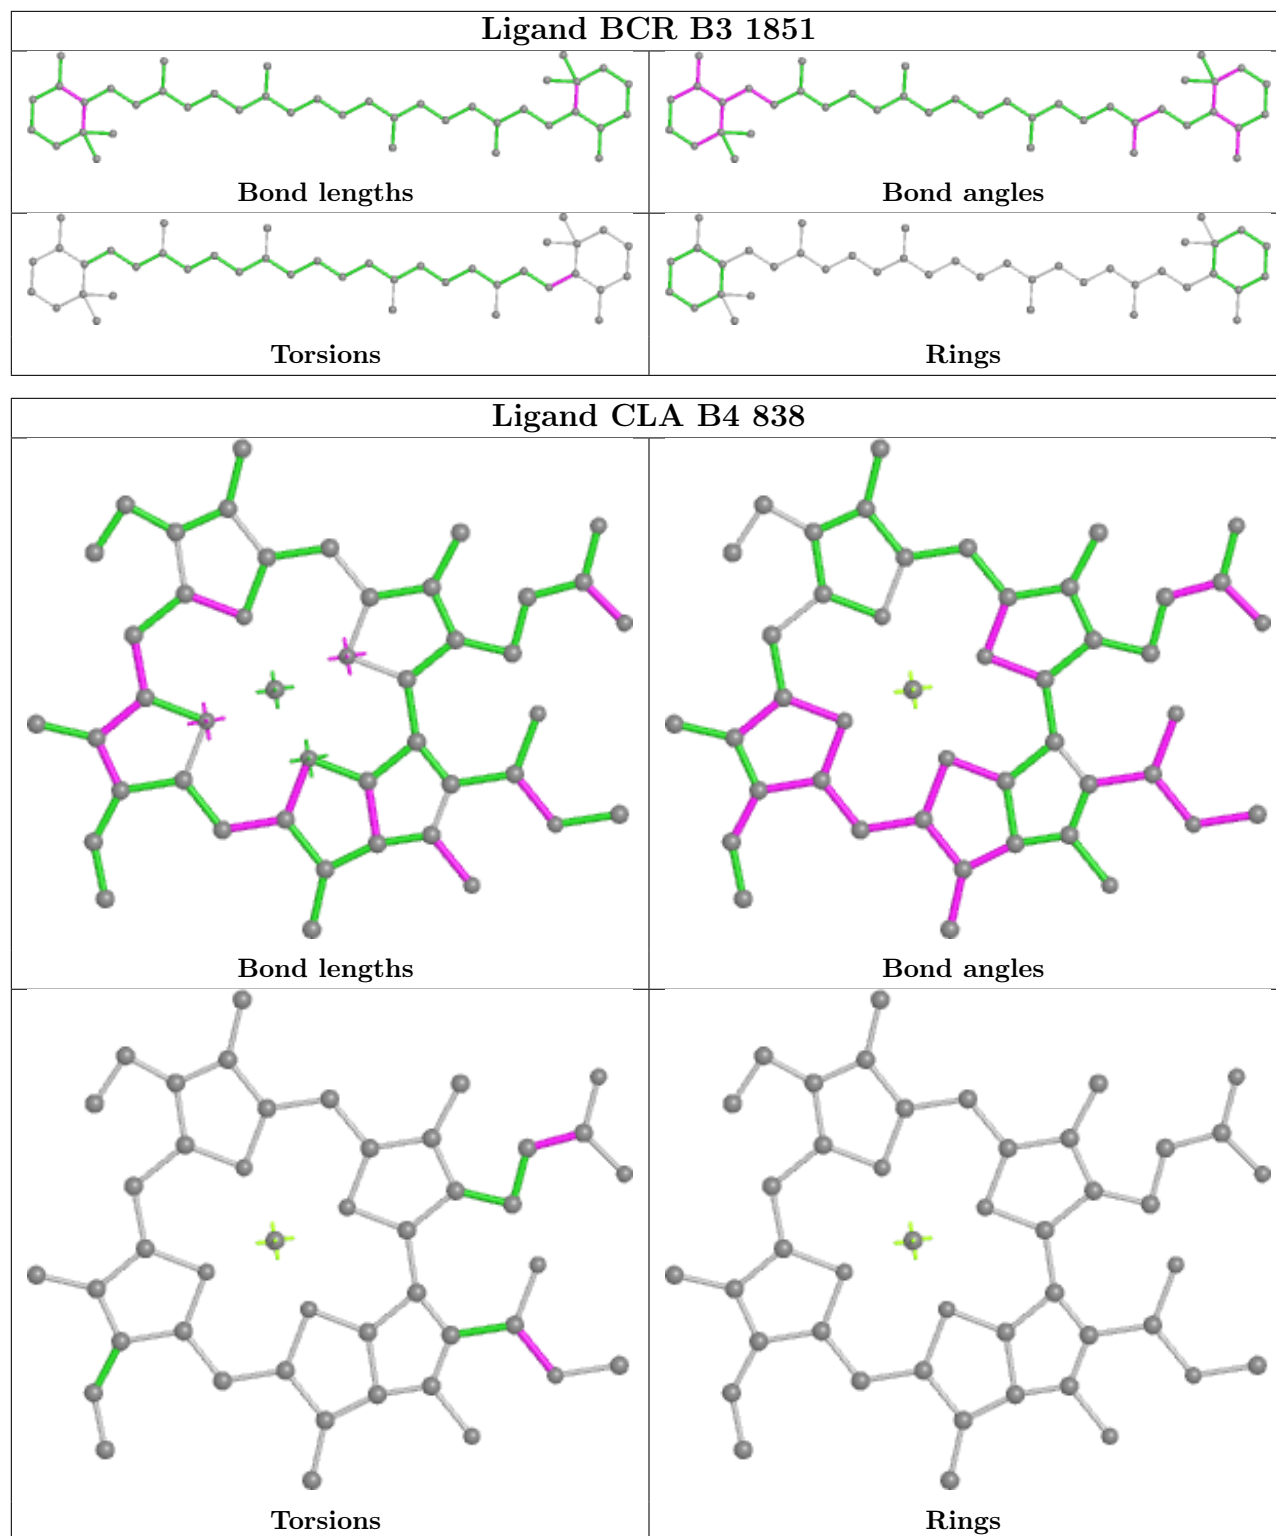 Ligand BCR B3 1851
Bond lengths
Bond angles
Torsions
Rings
Ligand CLA B4 838
Bond lengths
Bond angles
Torsions
Rings